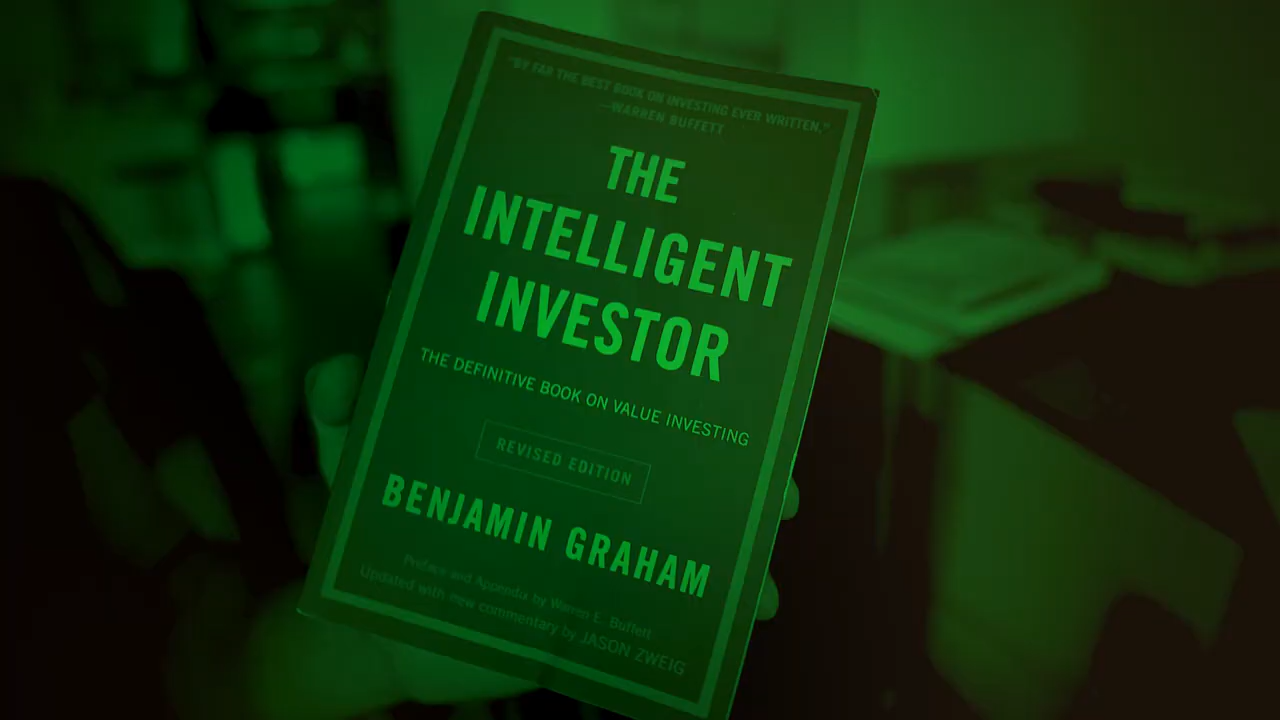 "BY FAR THE BEST BOOK ON INVESTING EVER WRITTEN."
—WARREN BUFFETT
THE
INTELLIGENT
INVESTOR
THE DEFINITIVE BOOK ON VALUE INVESTING
REVISED EDITION
BENJAMIN GRAHAM
Preface and Appendix by Warren E. Buffett
Updated with new commentary by JASON ZWEIG